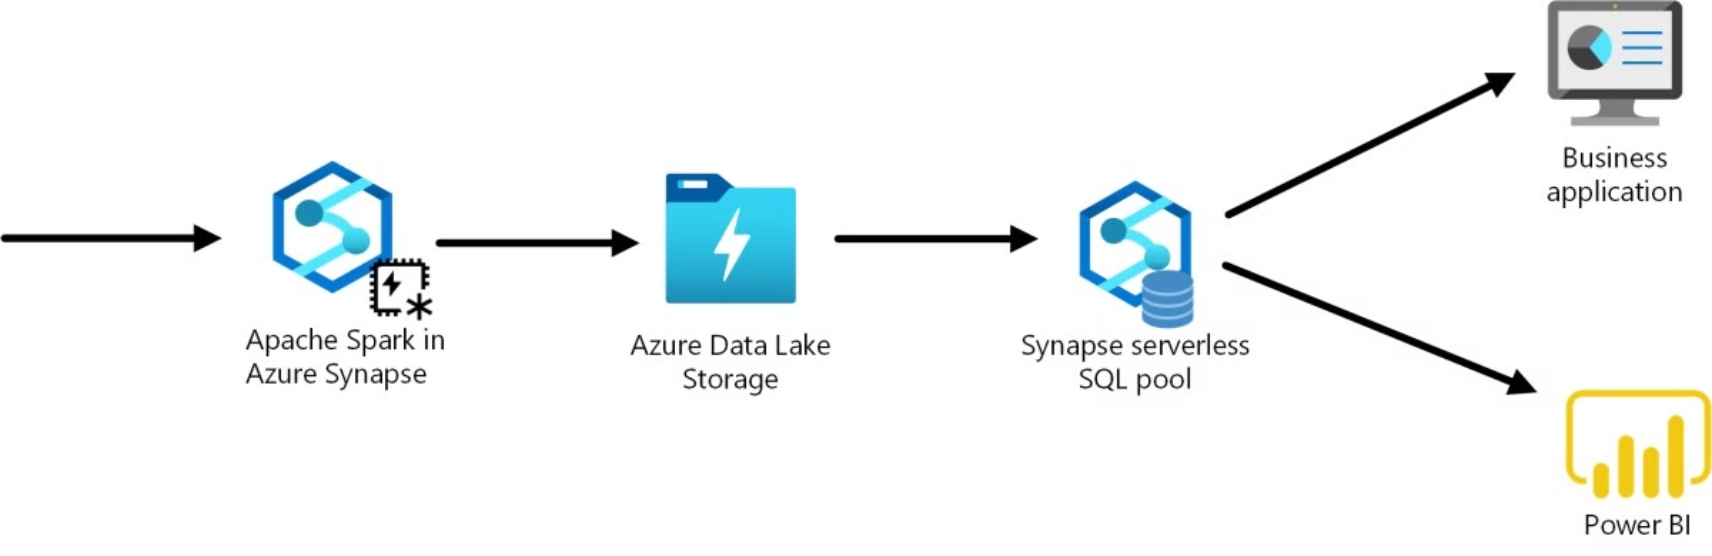 Apache Spark in
Azure Synapse
Azure Data Lake
Storage
Synapse serverless
SQL pool
Business
application
Power BI